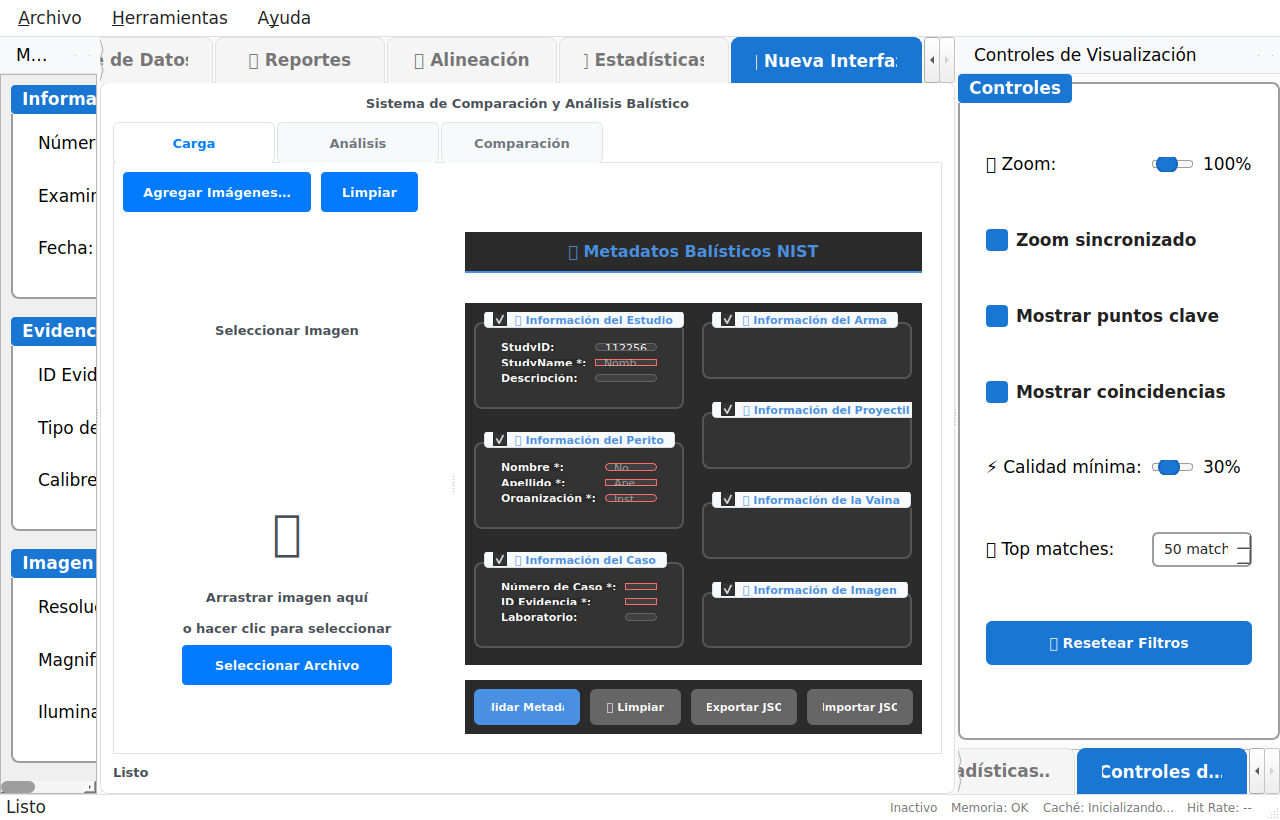 Archivo Herramientas Ayuda
M...
de Datos Reportes Alineación Estadísticas Nueva Interfa
Controles de Visualización
Informa
Númer
Examin
Fecha:
Evidenc
ID Evid
Tipo de
Calibre
Imagen
Resoluc
Magnif
Ilumina
Sistema de Comparación y Análisis Balístico
Carga Análisis Comparación
Agregar Imágenes... Limpiar
Seleccionar Imagen
Arrastrar imagen aquí
o hacer clic para seleccionar
Seleccionar Archivo
Metadatos Balísticos NIST
Información del Estudio
StudyID: 112256
StudyName *: Nomb
Descripción:
Información del Perito
Nombre *: No
Apellido *: Ape
Organización *: Inst
Información del Caso
Número de Caso *:
ID Evidencia *:
Laboratorio:
Información del Arma
Información del Proyectil
Información de la Vaina
Información de Imagen
lidar Metada Limpiar Exportar JSO Importar JSO
Listo
Controles
Zoom: 100%
Zoom sincronizado
Mostrar puntos clave
Mostrar coincidencias
⚡ Calidad mínima: 30%
Top matches: 50 match
Resetear Filtros
adísticas.. Controles d...
Listo
Inactivo Memoria: OK Caché: Inicializando... Hit Rate: --